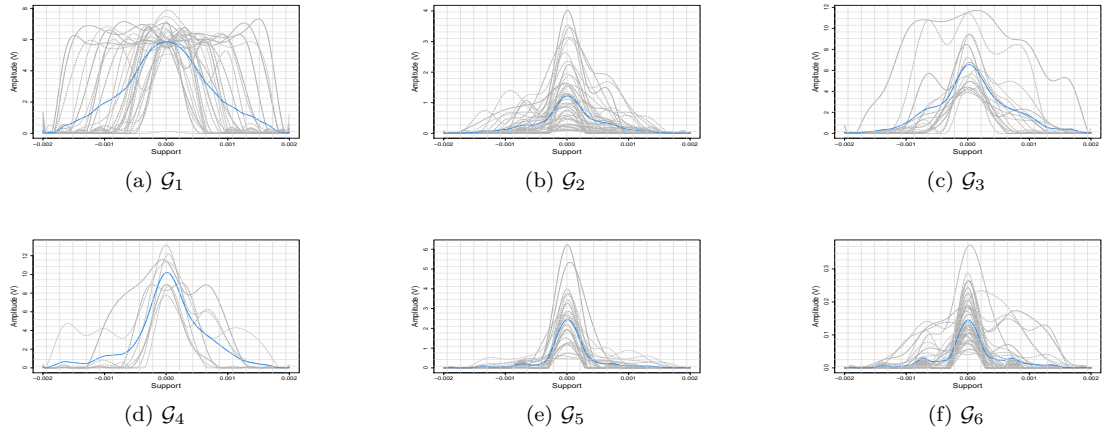 Amplitude (V)
0 2 4 6 8
−0.002 −0.001 0.000 0.001 0.002
Support
(a) 𝒢1
Amplitude (V)
0 1 2 3 4
−0.002 −0.001 0.000 0.001 0.002
Support
(b) 𝒢2
Amplitude (V)
0 2 4 6 8 10 12
−0.002 −0.001 0.000 0.001 0.002
Support
(c) 𝒢3
Amplitude (V)
0 2 4 6 8 10 12
−0.002 −0.001 0.000 0.001 0.002
Support
(d) 𝒢4
Amplitude (V)
0 1 2 3 4 5 6
−0.002 −0.001 0.000 0.001 0.002
Support
(e) 𝒢5
Amplitude (V)
0.0 0.1 0.2 0.3
−0.002 −0.001 0.000 0.001 0.002
Support
(f) 𝒢6